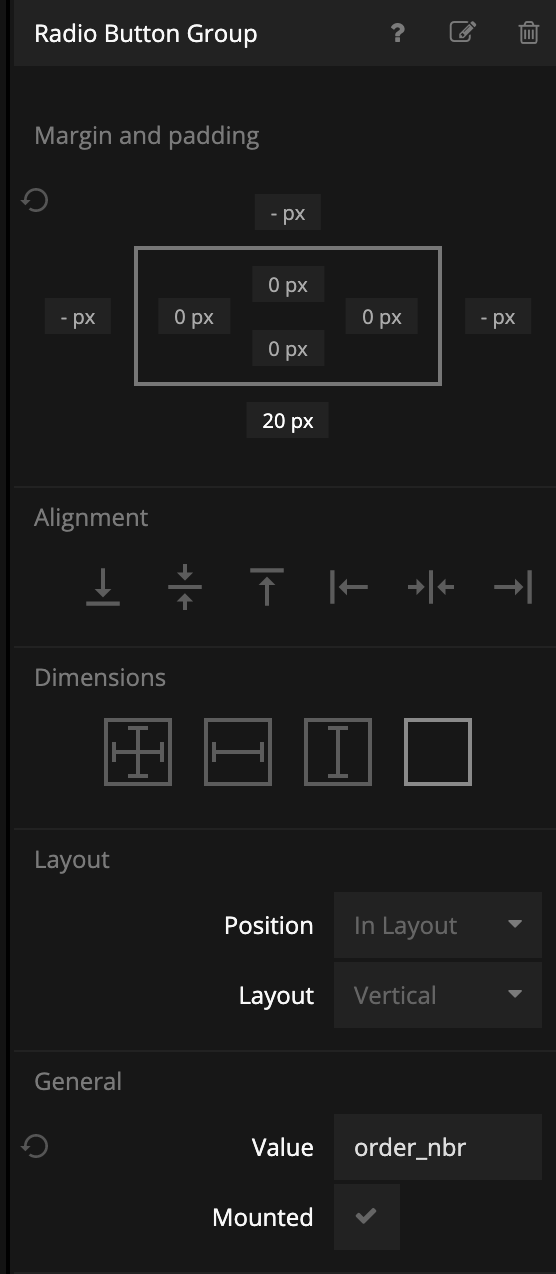 Radio Button Group ?
Margin and padding
- px
0 px
- px 0 px 0 px - px
0 px
20 px
Alignment
Dimensions
Layout
Position In Layout
Layout Vertical
General
Value order_nbr
Mounted